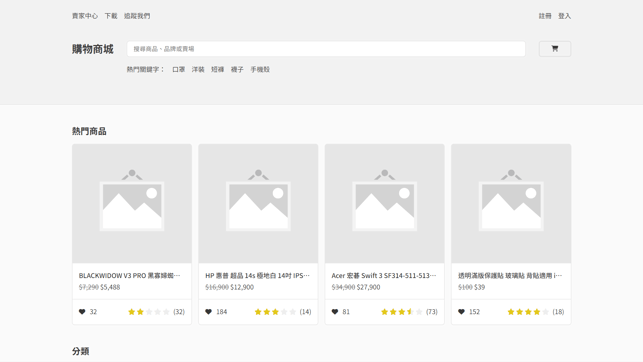 賣家中心 下載 追蹤我們 註冊 登入
購物商城 搜尋商品、品牌或賣場
熱門關鍵字： 口罩 洋裝 短褲 襪子 手機殼
熱門商品
BLACKWIDOW V3 PRO 黑寡婦蜘…
$7,290 $5,488
32 (32)
HP 惠普 超品 14s 極地白 14吋 IPS…
$16,900 $12,900
184 (14)
Acer 宏碁 Swift 3 SF314-511-513…
$34,900 $27,900
81 (73)
透明滿版保護貼 玻璃貼 背貼適用 i…
$100 $39
152 (18)
分類